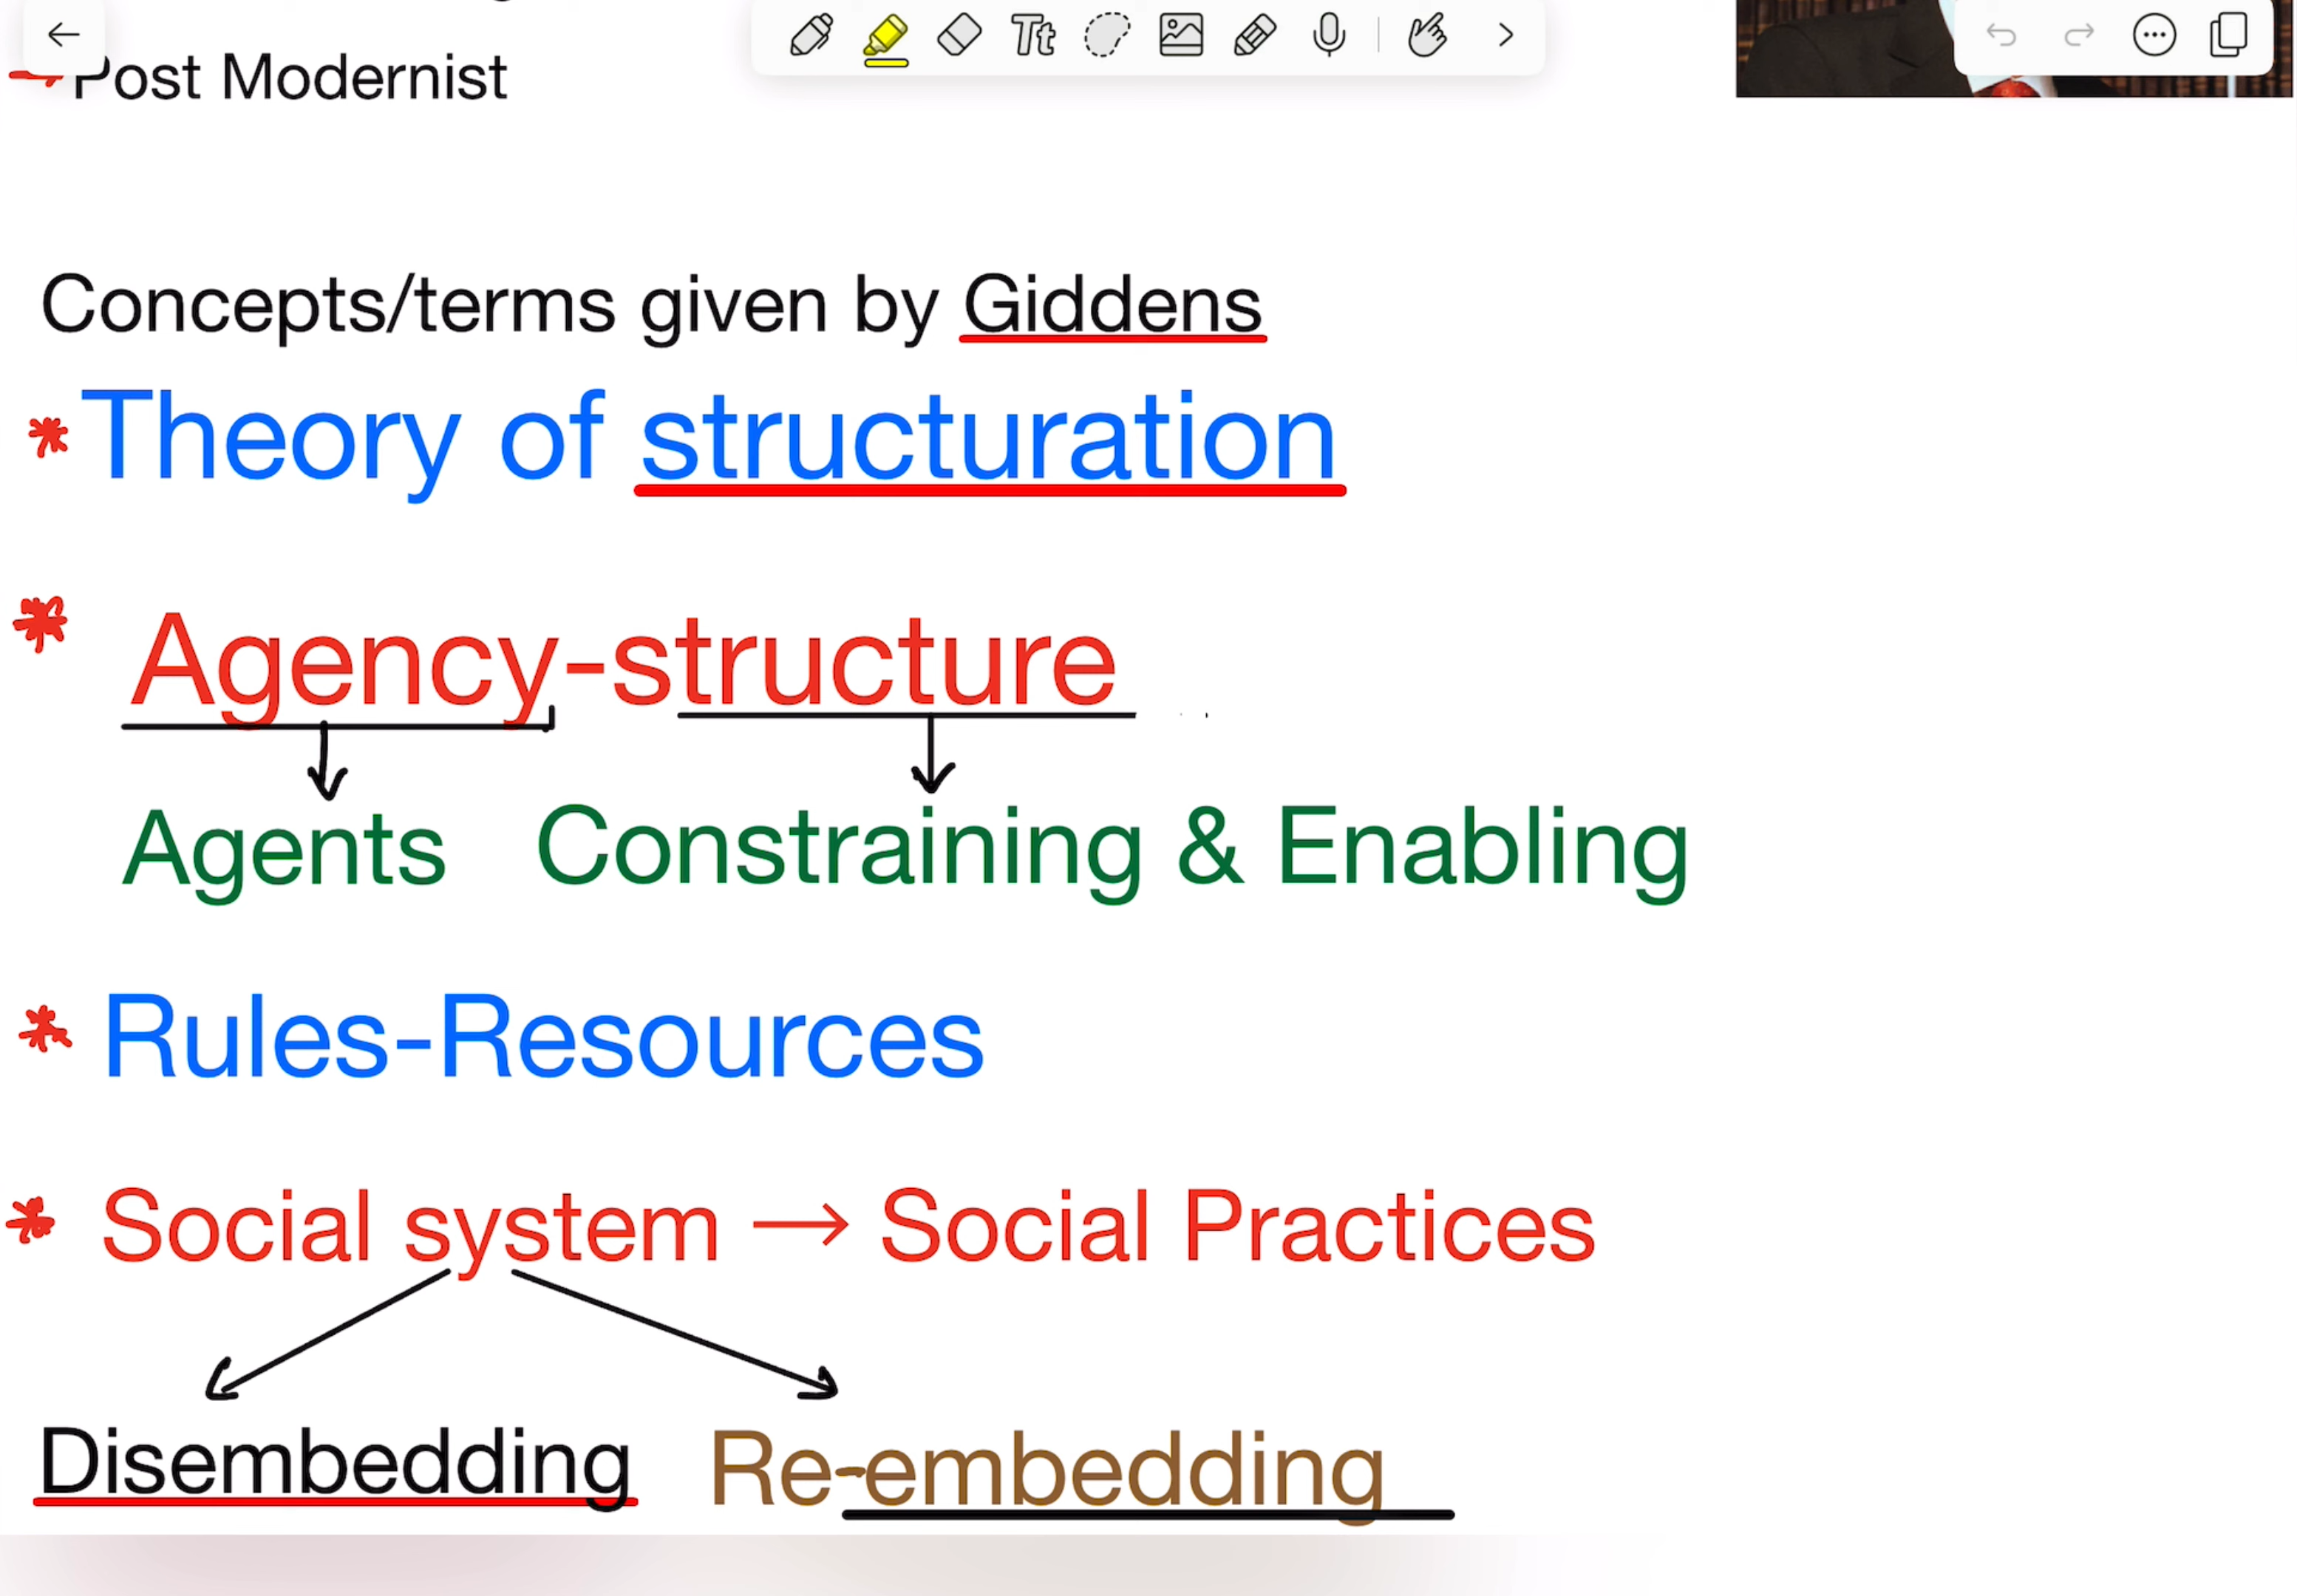 Post Modernist
Concepts/terms given by Giddens
* Theory of structuration
* Agency-structure
Agents Constraining & Enabling
* Rules-Resources
* Social system → Social Practices
Disembedding Re-embedding